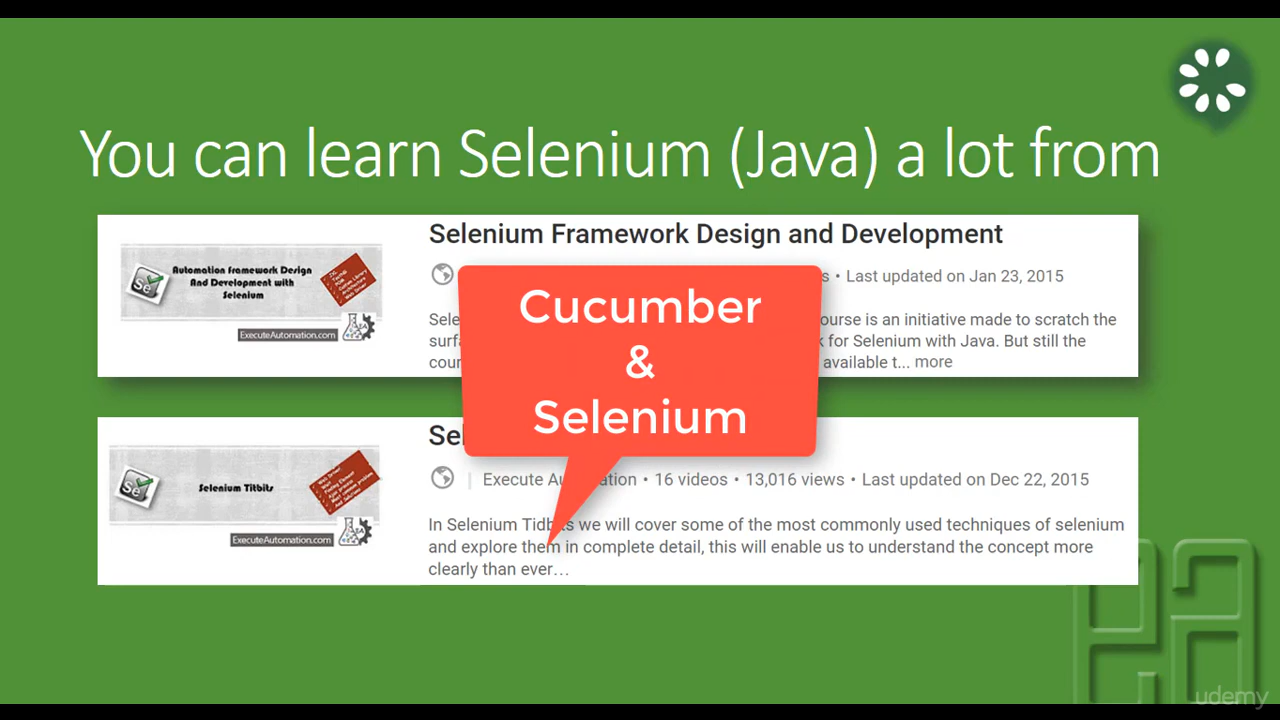 You can learn Selenium (Java) a lot from
Selenium Framework Design and Development
s • Last updated on Jan 23, 2015
Automation Framework Design
And Development with
Selenium
ExecuteAutomation.com
Cucumber
&
Selenium
ourse is an initiative made to scratch the
surf k for Selenium with Java. But still the
cour available t... more
Execute Au ation • 16 videos • 13,016 views • Last updated on Dec 22, 2015
Selenium Titbits
ExecuteAutomation.com
In Selenium Tidbits we will cover some of the most commonly used techniques of selenium
and explore them in complete detail, this will enable us to understand the concept more
clearly than ever…
udemy